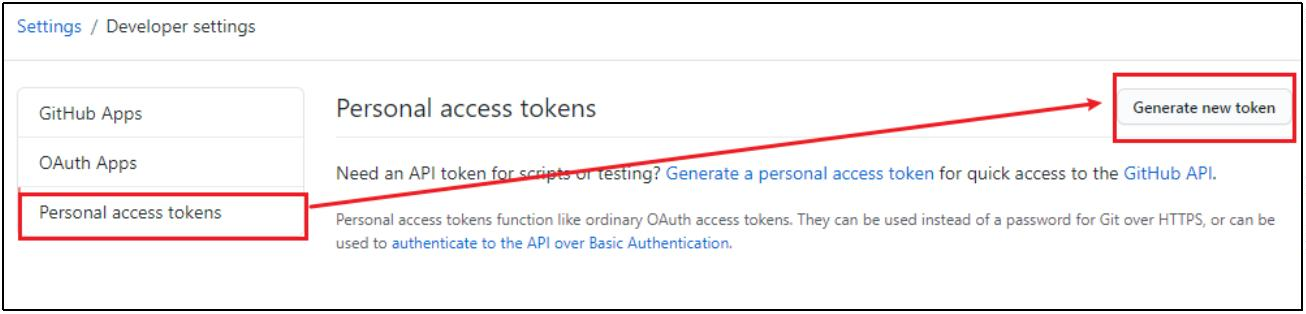 Settings / Developer settings
GitHub Apps
OAuth Apps
Personal access tokens
Personal access tokens
Generate new token
Need an API token for scripts or testing? Generate a personal access token for quick access to the GitHub API.
Personal access tokens function like ordinary OAuth access tokens. They can be used instead of a password for Git over HTTPS, or can be
used to authenticate to the API over Basic Authentication.